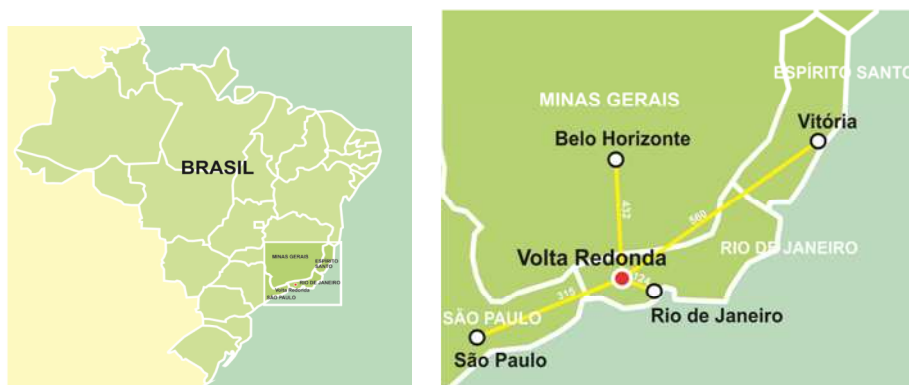 BRASIL
MINAS GERAIS
ESPÍRITO
SANTO
RIO DE JANEIRO
Volta Redonda
SÃO PAULO
ESPÍRITO SANTO
MINAS GERAIS
Vitória
Belo Horizonte
432
560
RIO DE JANEIRO
Volta Redonda
124
315
SÃO PAULO
Rio de Janeiro
São Paulo